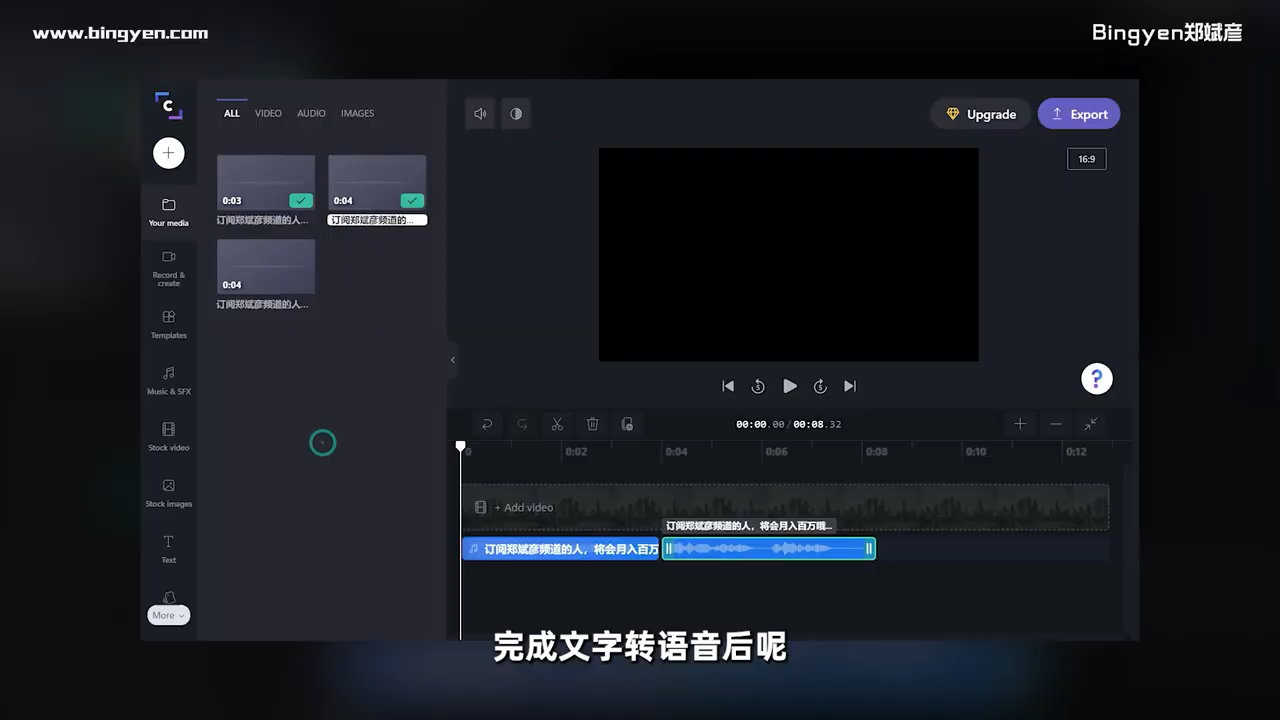 www.bingyen.com
Bingyen郑斌彦
C
ALL VIDEO AUDIO IMAGES
Upgrade
Export
16:9
0:03
0:04
订阅郑斌彦频道的人...
订阅郑斌彦频道的...
0:04
订阅郑斌彦频道的人...
Your media
Record &
create
Templates
Music & SFX
Stock video
Stock images
Text
More
5
5
?
00:00.00/00:08.32
0 0:02 0:04 0:06 0:08 0:10 0:12
+ Add video
订阅郑斌彦频道的人，将会月入百万哦...
订阅郑斌彦频道的人，将会月入百万
完成文字转语音后呢